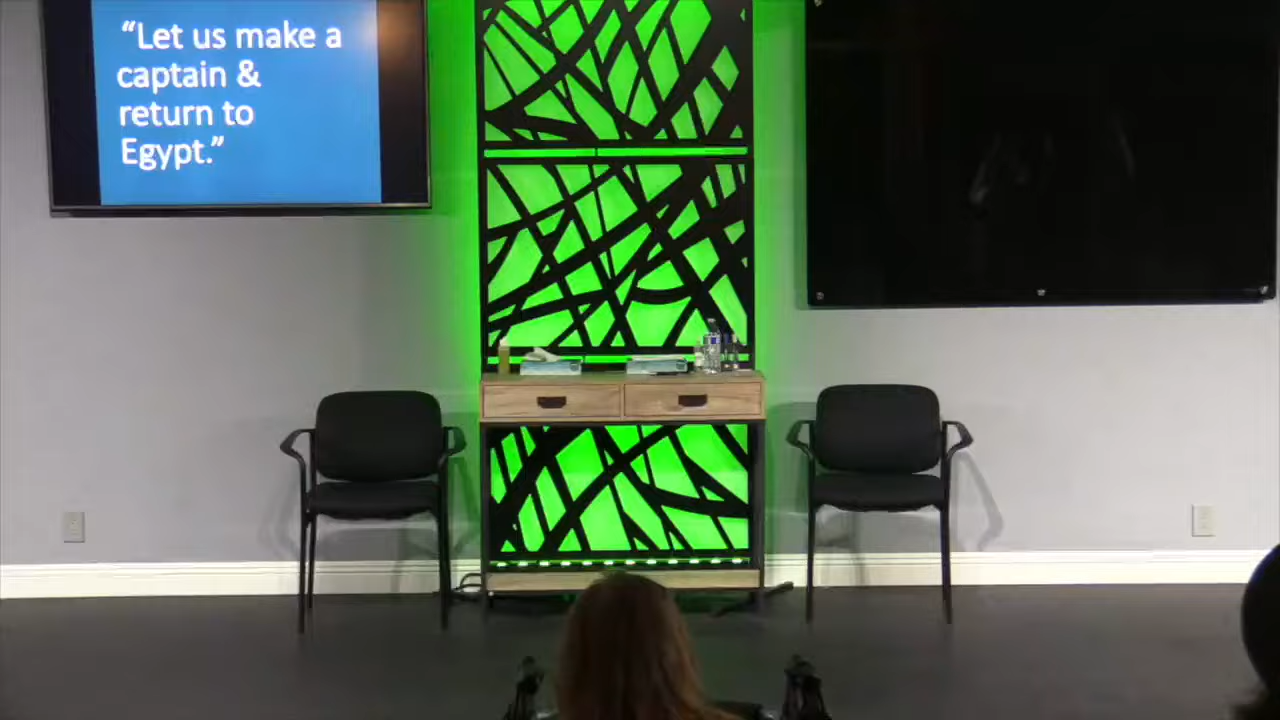 “Let us make a
captain &
return to
Egypt.”